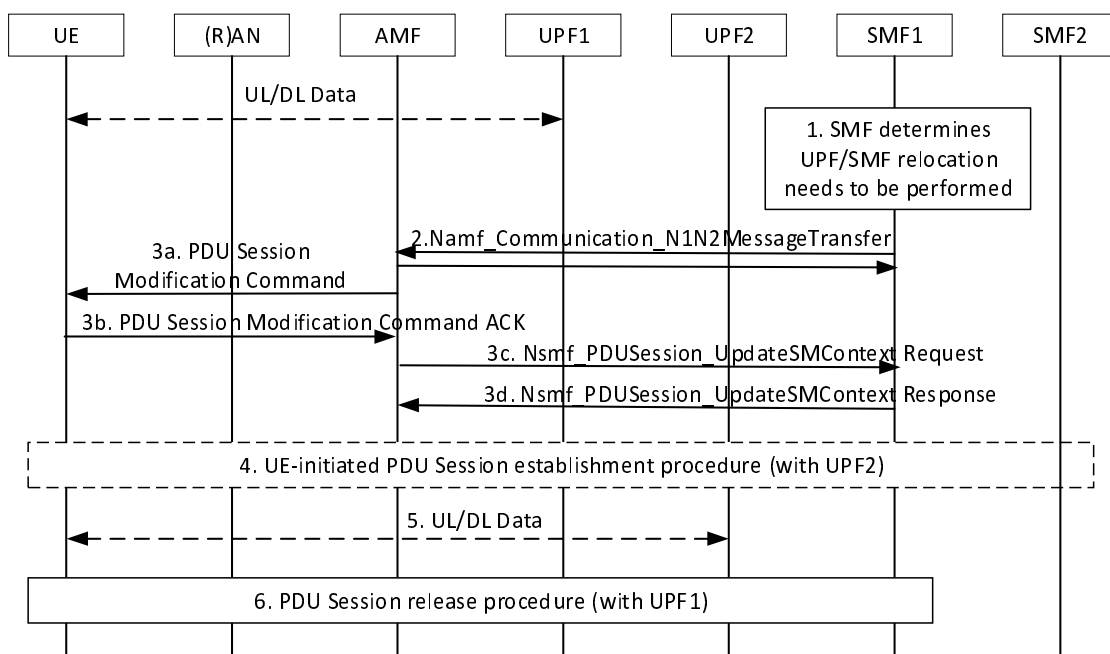 UE
(R)AN
AMF
UPF1
UPF2
SMF1
SMF2
UL/DL Data
1. SMF determines
UPF/SMF relocation
needs to be performed
2.Namf_Communication_N1N2MessageTransfer
3a. PDU Session
Modification Command
3b. PDU Session Modification Command ACK
3c. Nsmf_PDUSession_UpdateSMContext Request
3d. Nsmf_PDUSession_UpdateSMContext Response
4. UE-initiated PDU Session establishment procedure (with UPF2)
5. UL/DL Data
6. PDU Session release procedure (with UPF1)